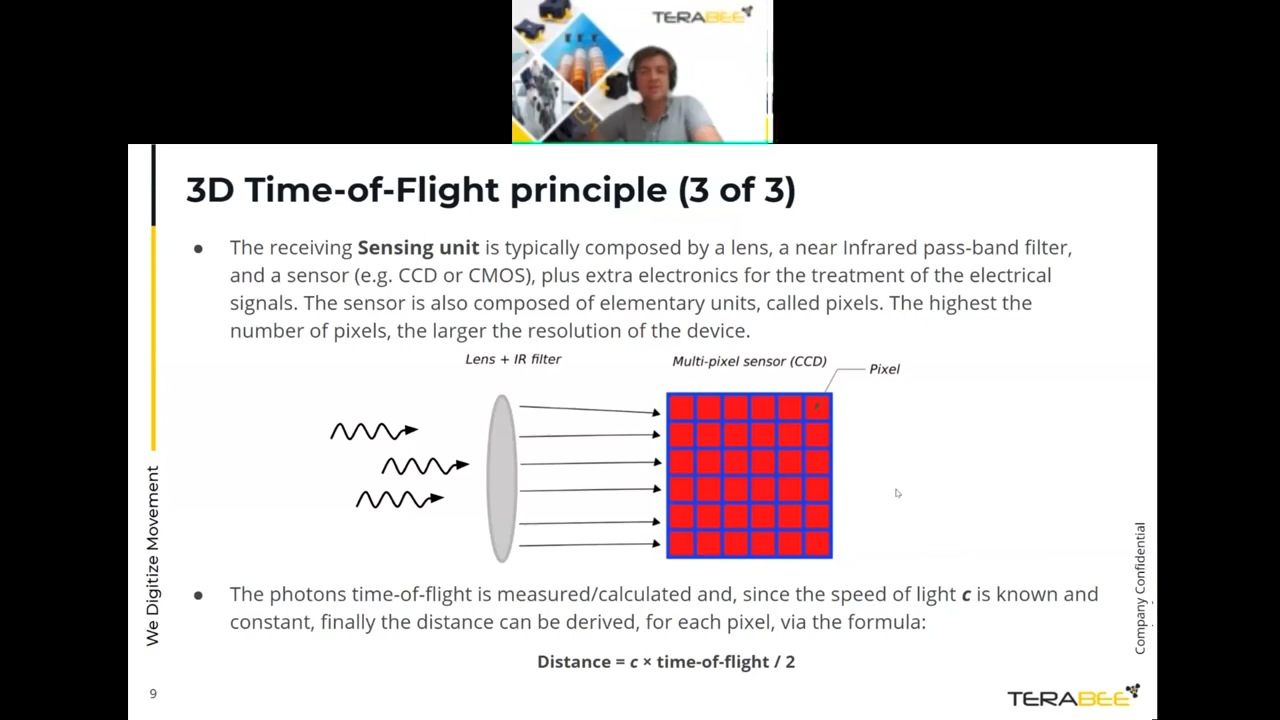 TERABEE
3D Time-of-Flight principle (3 of 3)
● The receiving Sensing unit is typically composed by a lens, a near Infrared pass-band filter,
and a sensor (e.g. CCD or CMOS), plus extra electronics for the treatment of the electrical
signals. The sensor is also composed of elementary units, called pixels. The highest the
number of pixels, the larger the resolution of the device.
Lens + IR filter
Multi-pixel sensor (CCD)
Pixel
● The photons time-of-flight is measured/calculated and, since the speed of light c is known and
constant, finally the distance can be derived, for each pixel, via the formula:
Distance = c × time-of-flight / 2
We Digitize Movement
Company Confidential
9
TERABEE